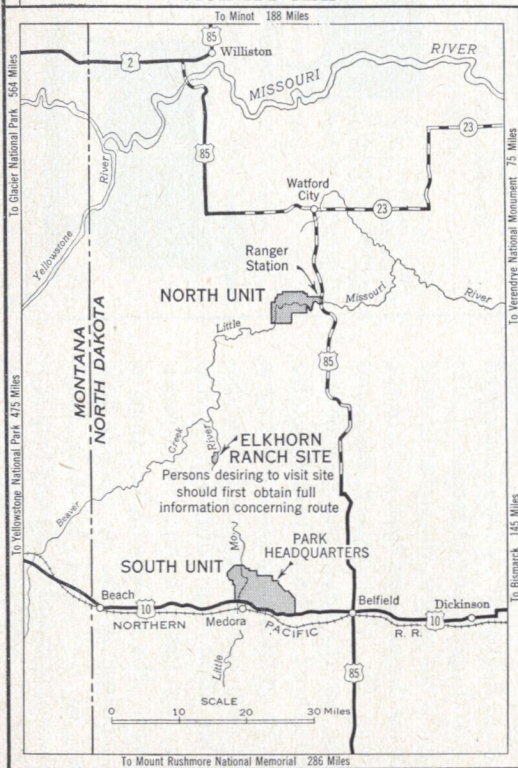 To Minot 188 Miles
85
Williston
2
MISSOURI RIVER
To Glacier National Park 564 Miles
River
Yellowstone
85
23
Watford
City
23
To Verendrye National Monument 75 Miles
Ranger
Station
NORTH UNIT
Missouri
River
Little
85
MONTANA
NORTH DAKOTA
To Yellowstone National Park 475 Miles
Creek
River
ELKHORN
RANCH SITE
Persons desiring to visit site
should first obtain full
information concerning route
Beaver
Mo.
PARK
HEADQUARTERS
SOUTH UNIT
To Bismarck 145 Miles
Beach
10
Medora
Belfield
Dickinson
10
NORTHERN PACIFIC R. R.
Little
85
SCALE
0 10 20 30 Miles
To Mount Rushmore National Memorial 286 Miles